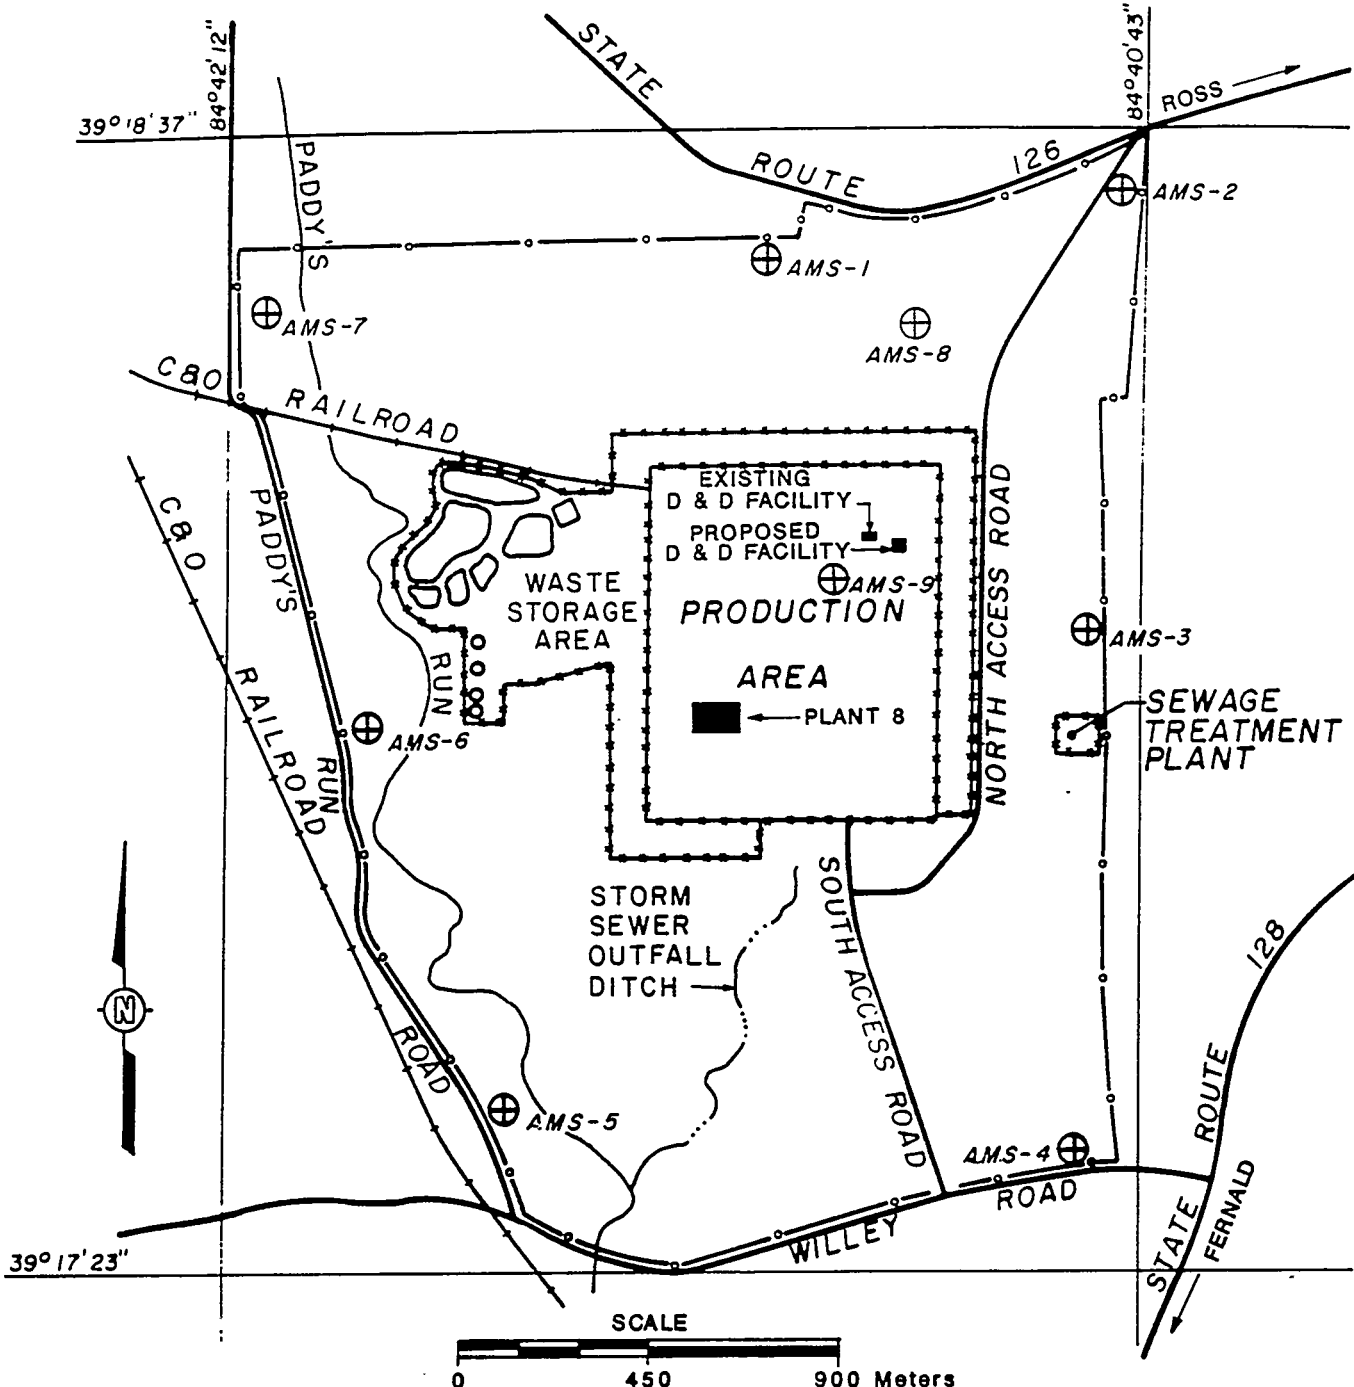 84° 42' 12"
84° 40' 43"
39° 18' 37"
STATE
ROUTE
126
ROSS
PADDY'S
AMS-2
AMS-1
AMS-7
AMS-8
C&O
RAILROAD
EXISTING
D & D FACILITY
PROPOSED
D & D FACILITY
AMS-9
PRODUCTION
AREA
PLANT 8
WASTE
STORAGE
AREA
RUN
NORTH ACCESS ROAD
AMS-3
SEWAGE
TREATMENT
PLANT
C&O
RAILROAD
PADDY'S
RUN
ROAD
AMS-6
STORM
SEWER
OUTFALL
DITCH
SOUTH ACCESS ROAD
128
ROUTE
STATE
FERNALD
N
AMS-5
AMS-4
WILLEY
ROAD
39° 17' 23"
SCALE
0 450 900 Meters